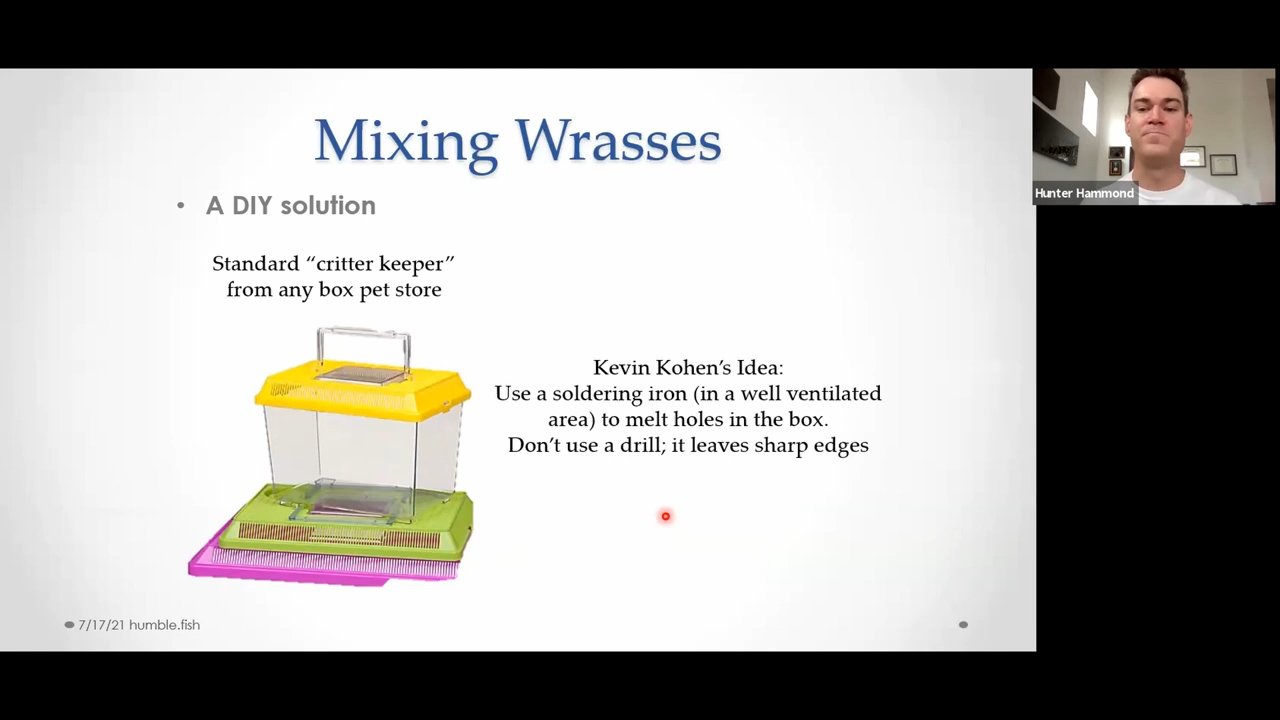 Mixing Wrasses
• A DIY solution
Standard “critter keeper”
from any box pet store
Kevin Kohen’s Idea:
Use a soldering iron (in a well ventilated
area) to melt holes in the box.
Don’t use a drill; it leaves sharp edges
7/17/21 humble.fish
Hunter Hammond